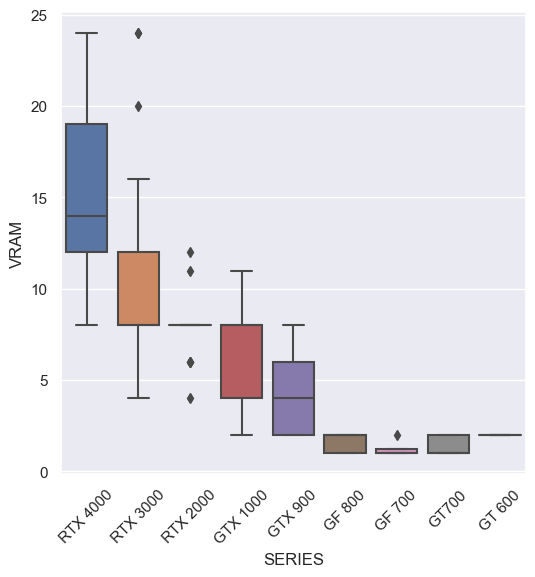 25
20
15
10
5
0
VRAM
RTX 4000
RTX 3000
RTX 2000
GTX 1000
GTX 900
GF 800
GF 700
GT700
GT 600
SERIES